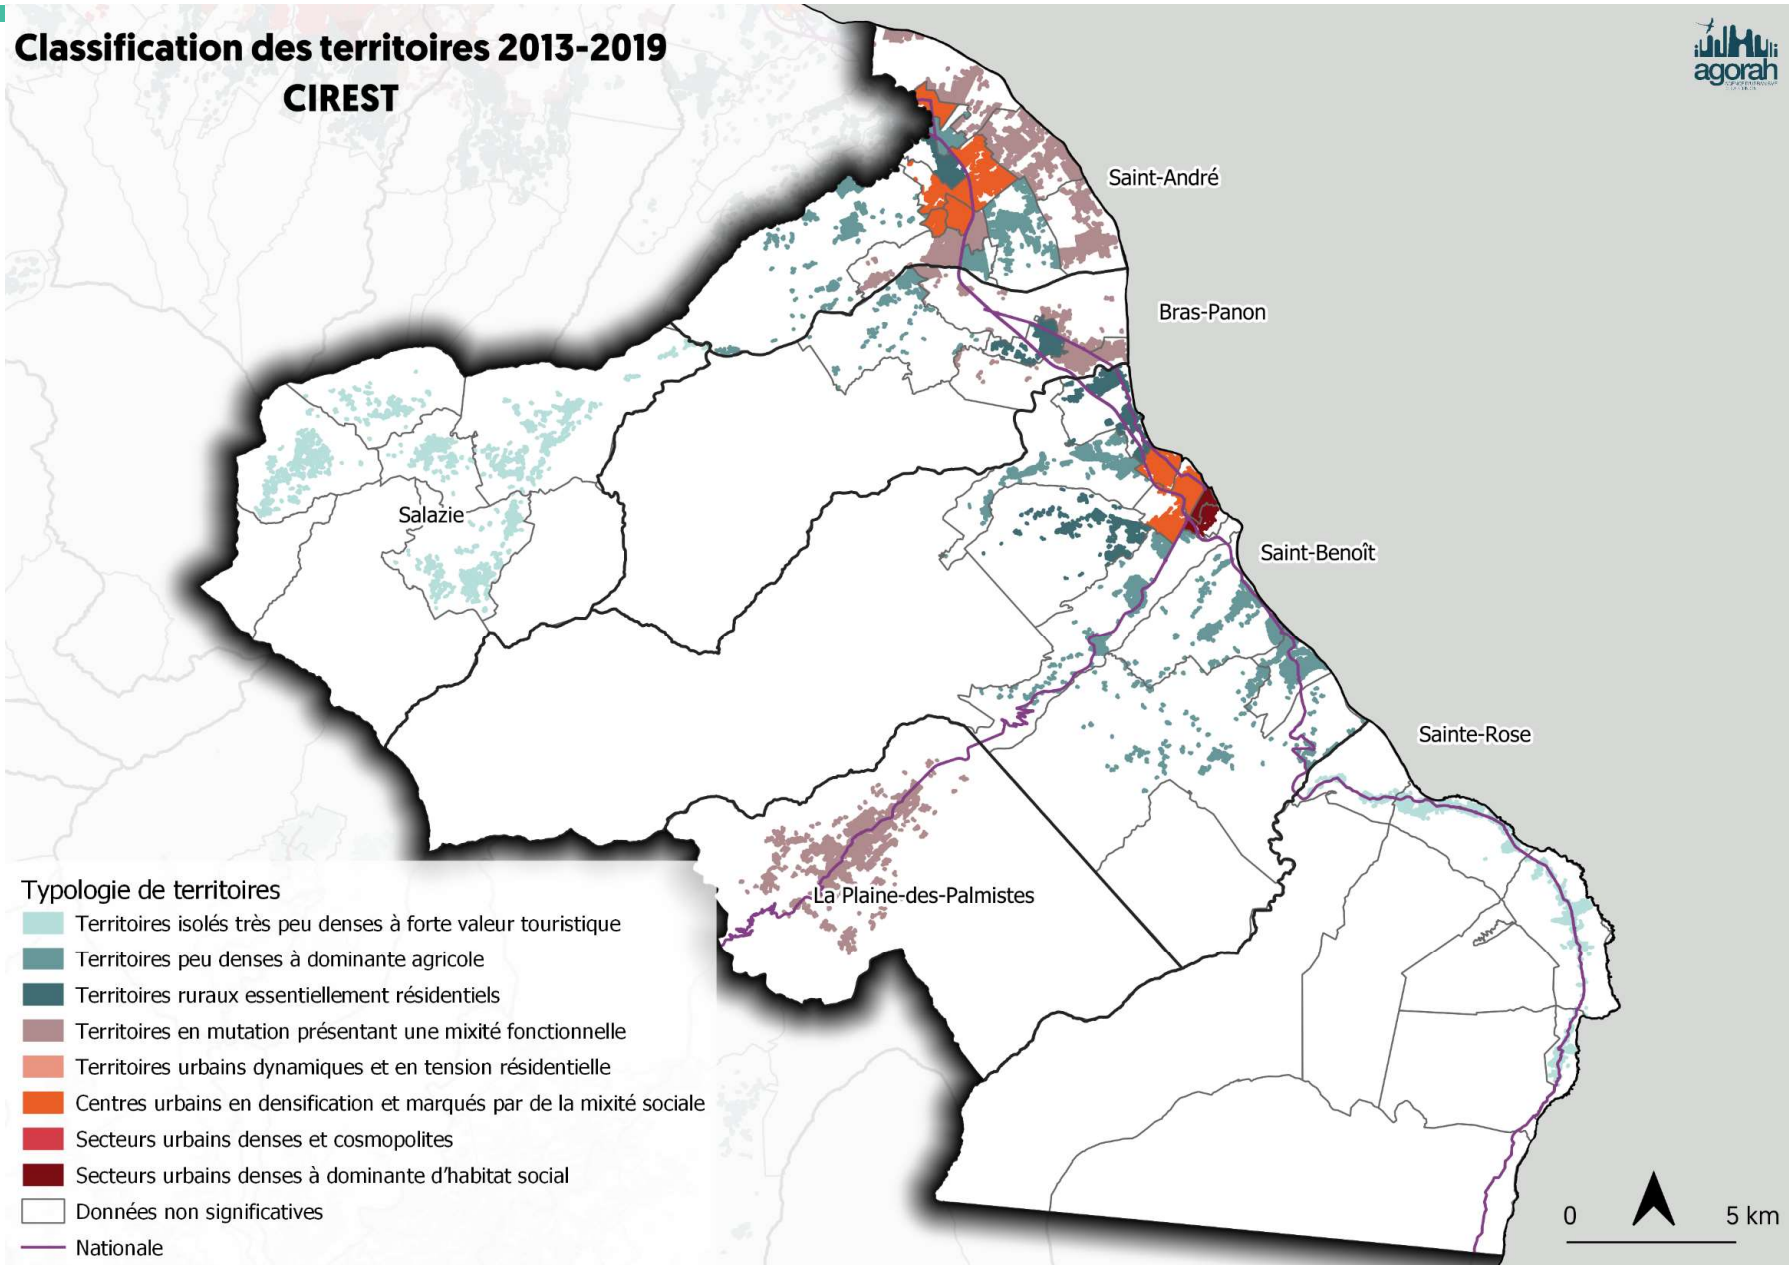 Classification des territoires 2013-2019
CIREST
agorah
Saint-André
Bras-Panon
Salazie
Saint-Benoît
Sainte-Rose
La Plaine-des-Palmistes
Typologie de territoires
Territoires isolés très peu denses à forte valeur touristique
Territoires peu denses à dominante agricole
Territoires ruraux essentiellement résidentiels
Territoires en mutation présentant une mixité fonctionnelle
Territoires urbains dynamiques et en tension résidentielle
Centres urbains en densification et marqués par de la mixité sociale
Secteurs urbains denses et cosmopolites
Secteurs urbains denses à dominante d'habitat social
Données non significatives
Nationale
0 5 km